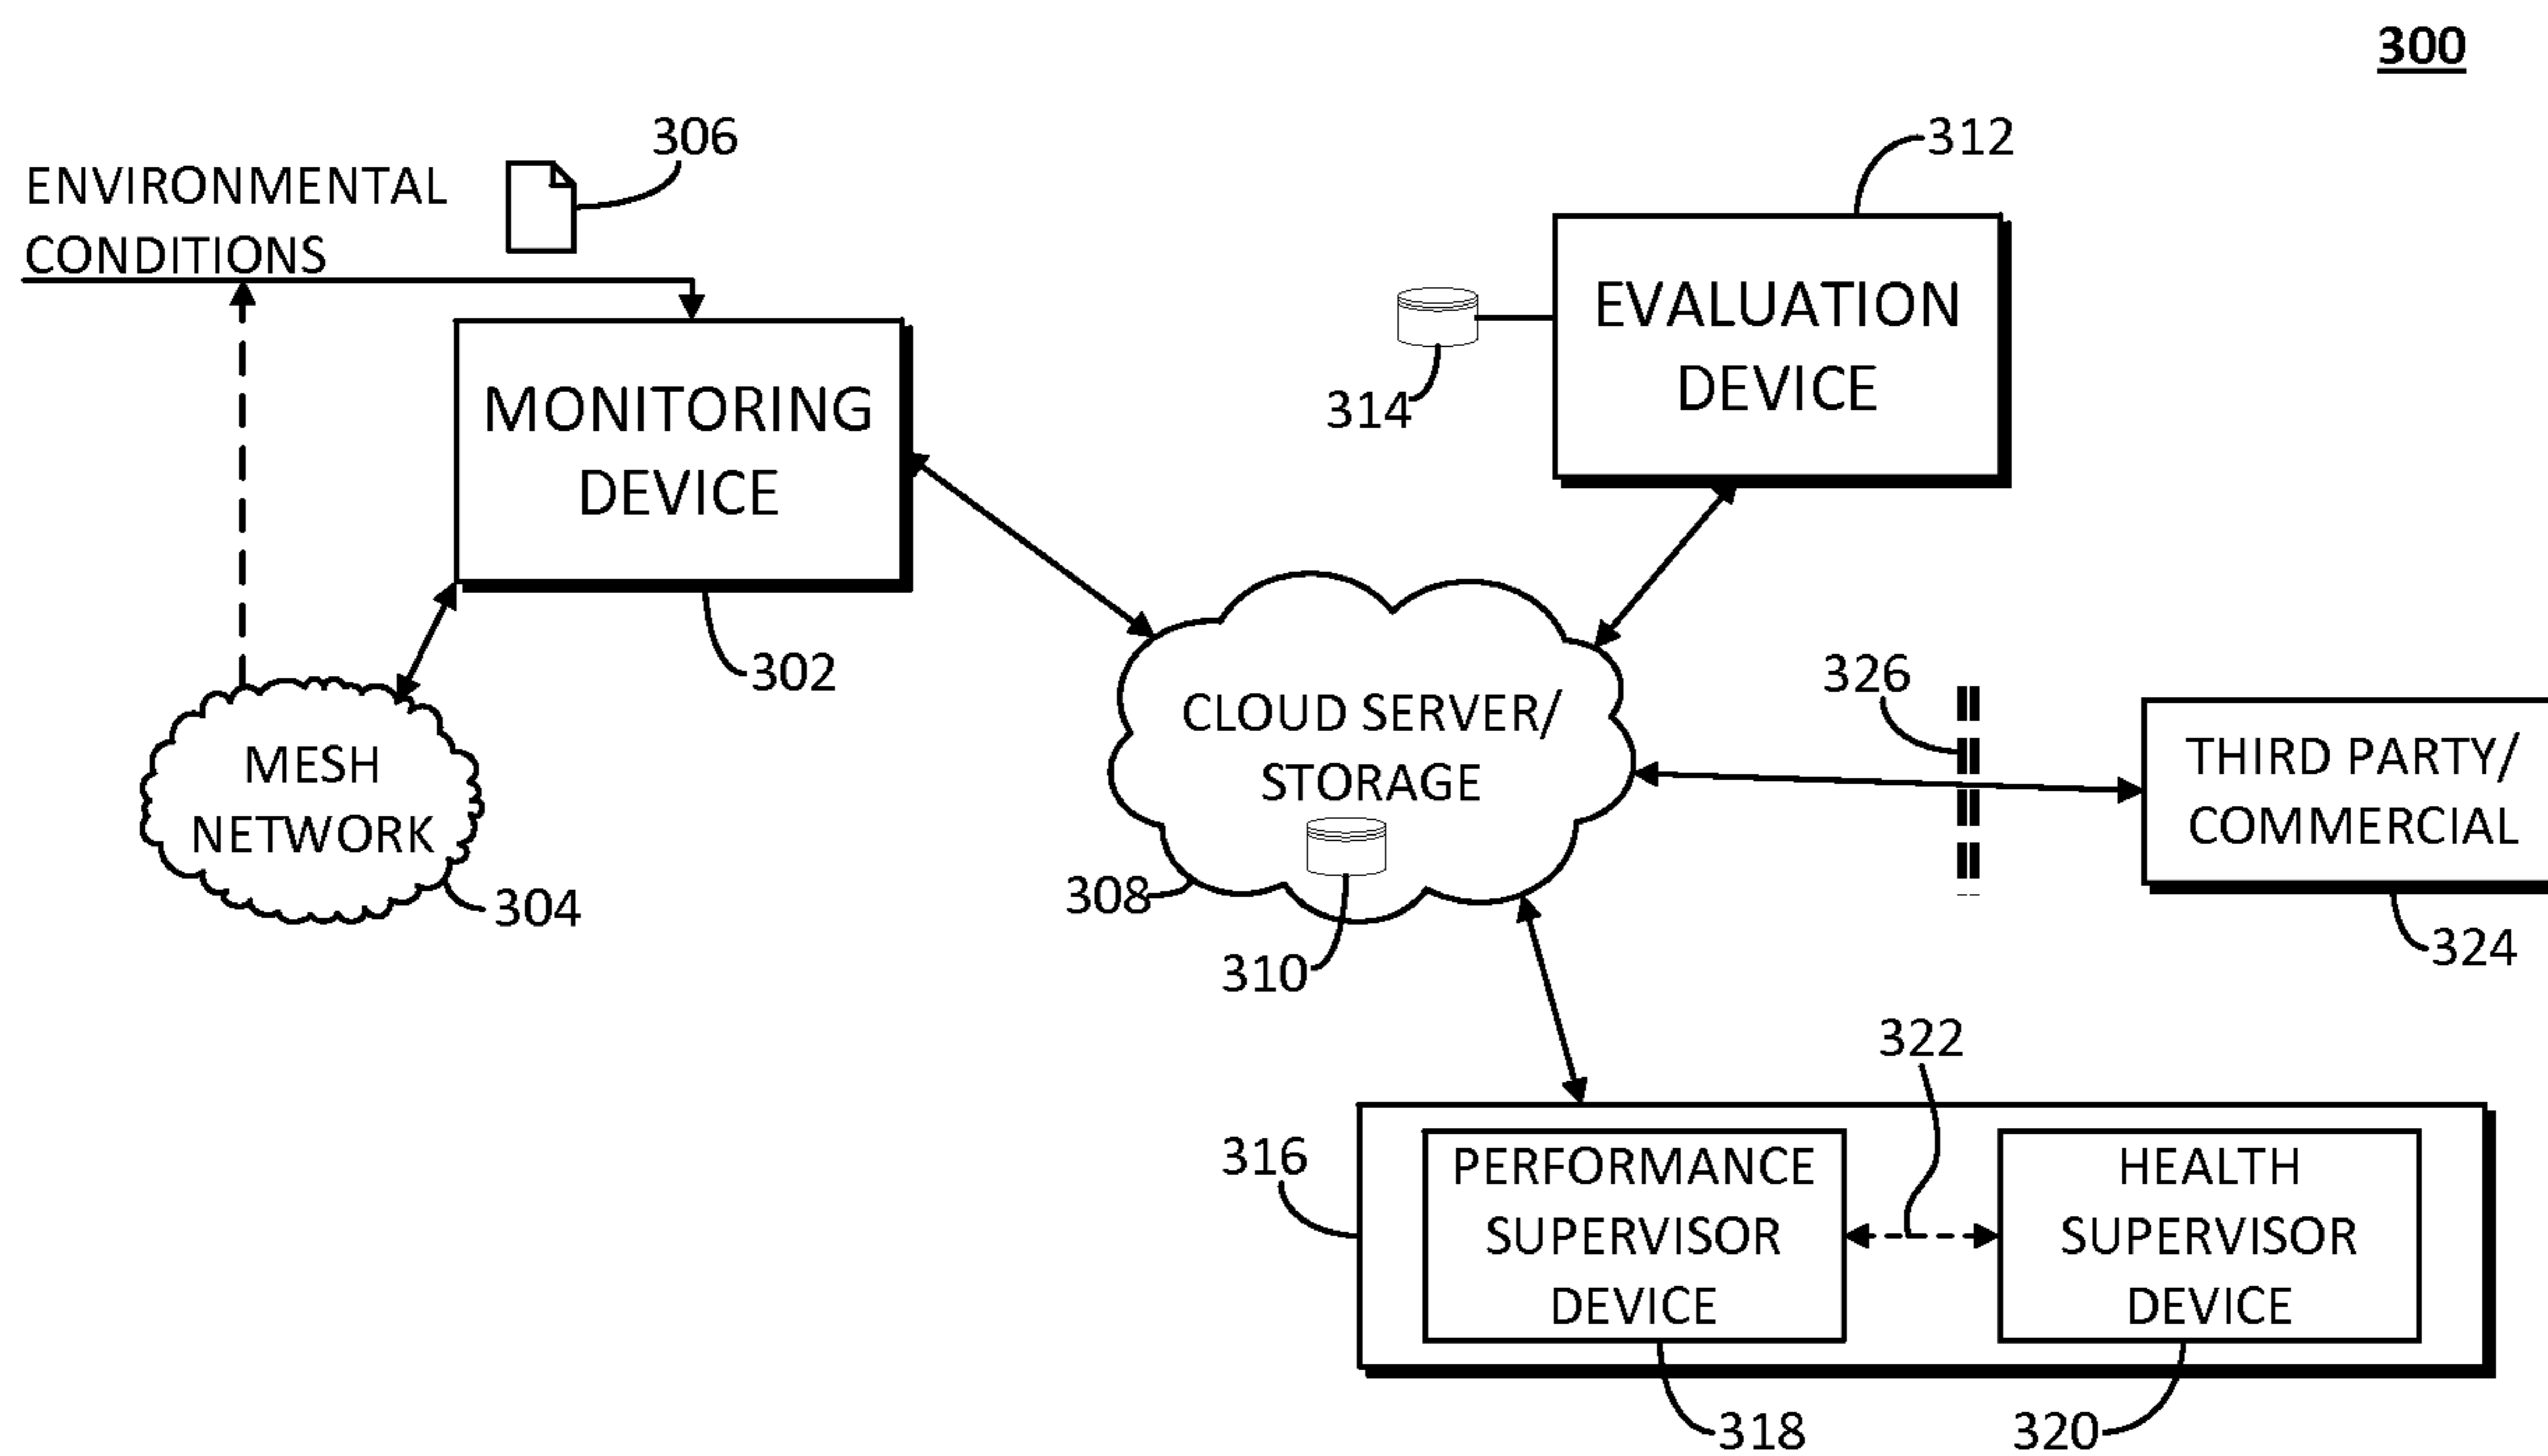 300
306
ENVIRONMENTAL
CONDITIONS
312
EVALUATION
DEVICE
314
MONITORING
DEVICE
302
MESH
NETWORK
304
CLOUD SERVER/
STORAGE
308
310
326
THIRD PARTY/
COMMERCIAL
324
322
316
PERFORMANCE
SUPERVISOR
DEVICE
HEALTH
SUPERVISOR
DEVICE
318
320